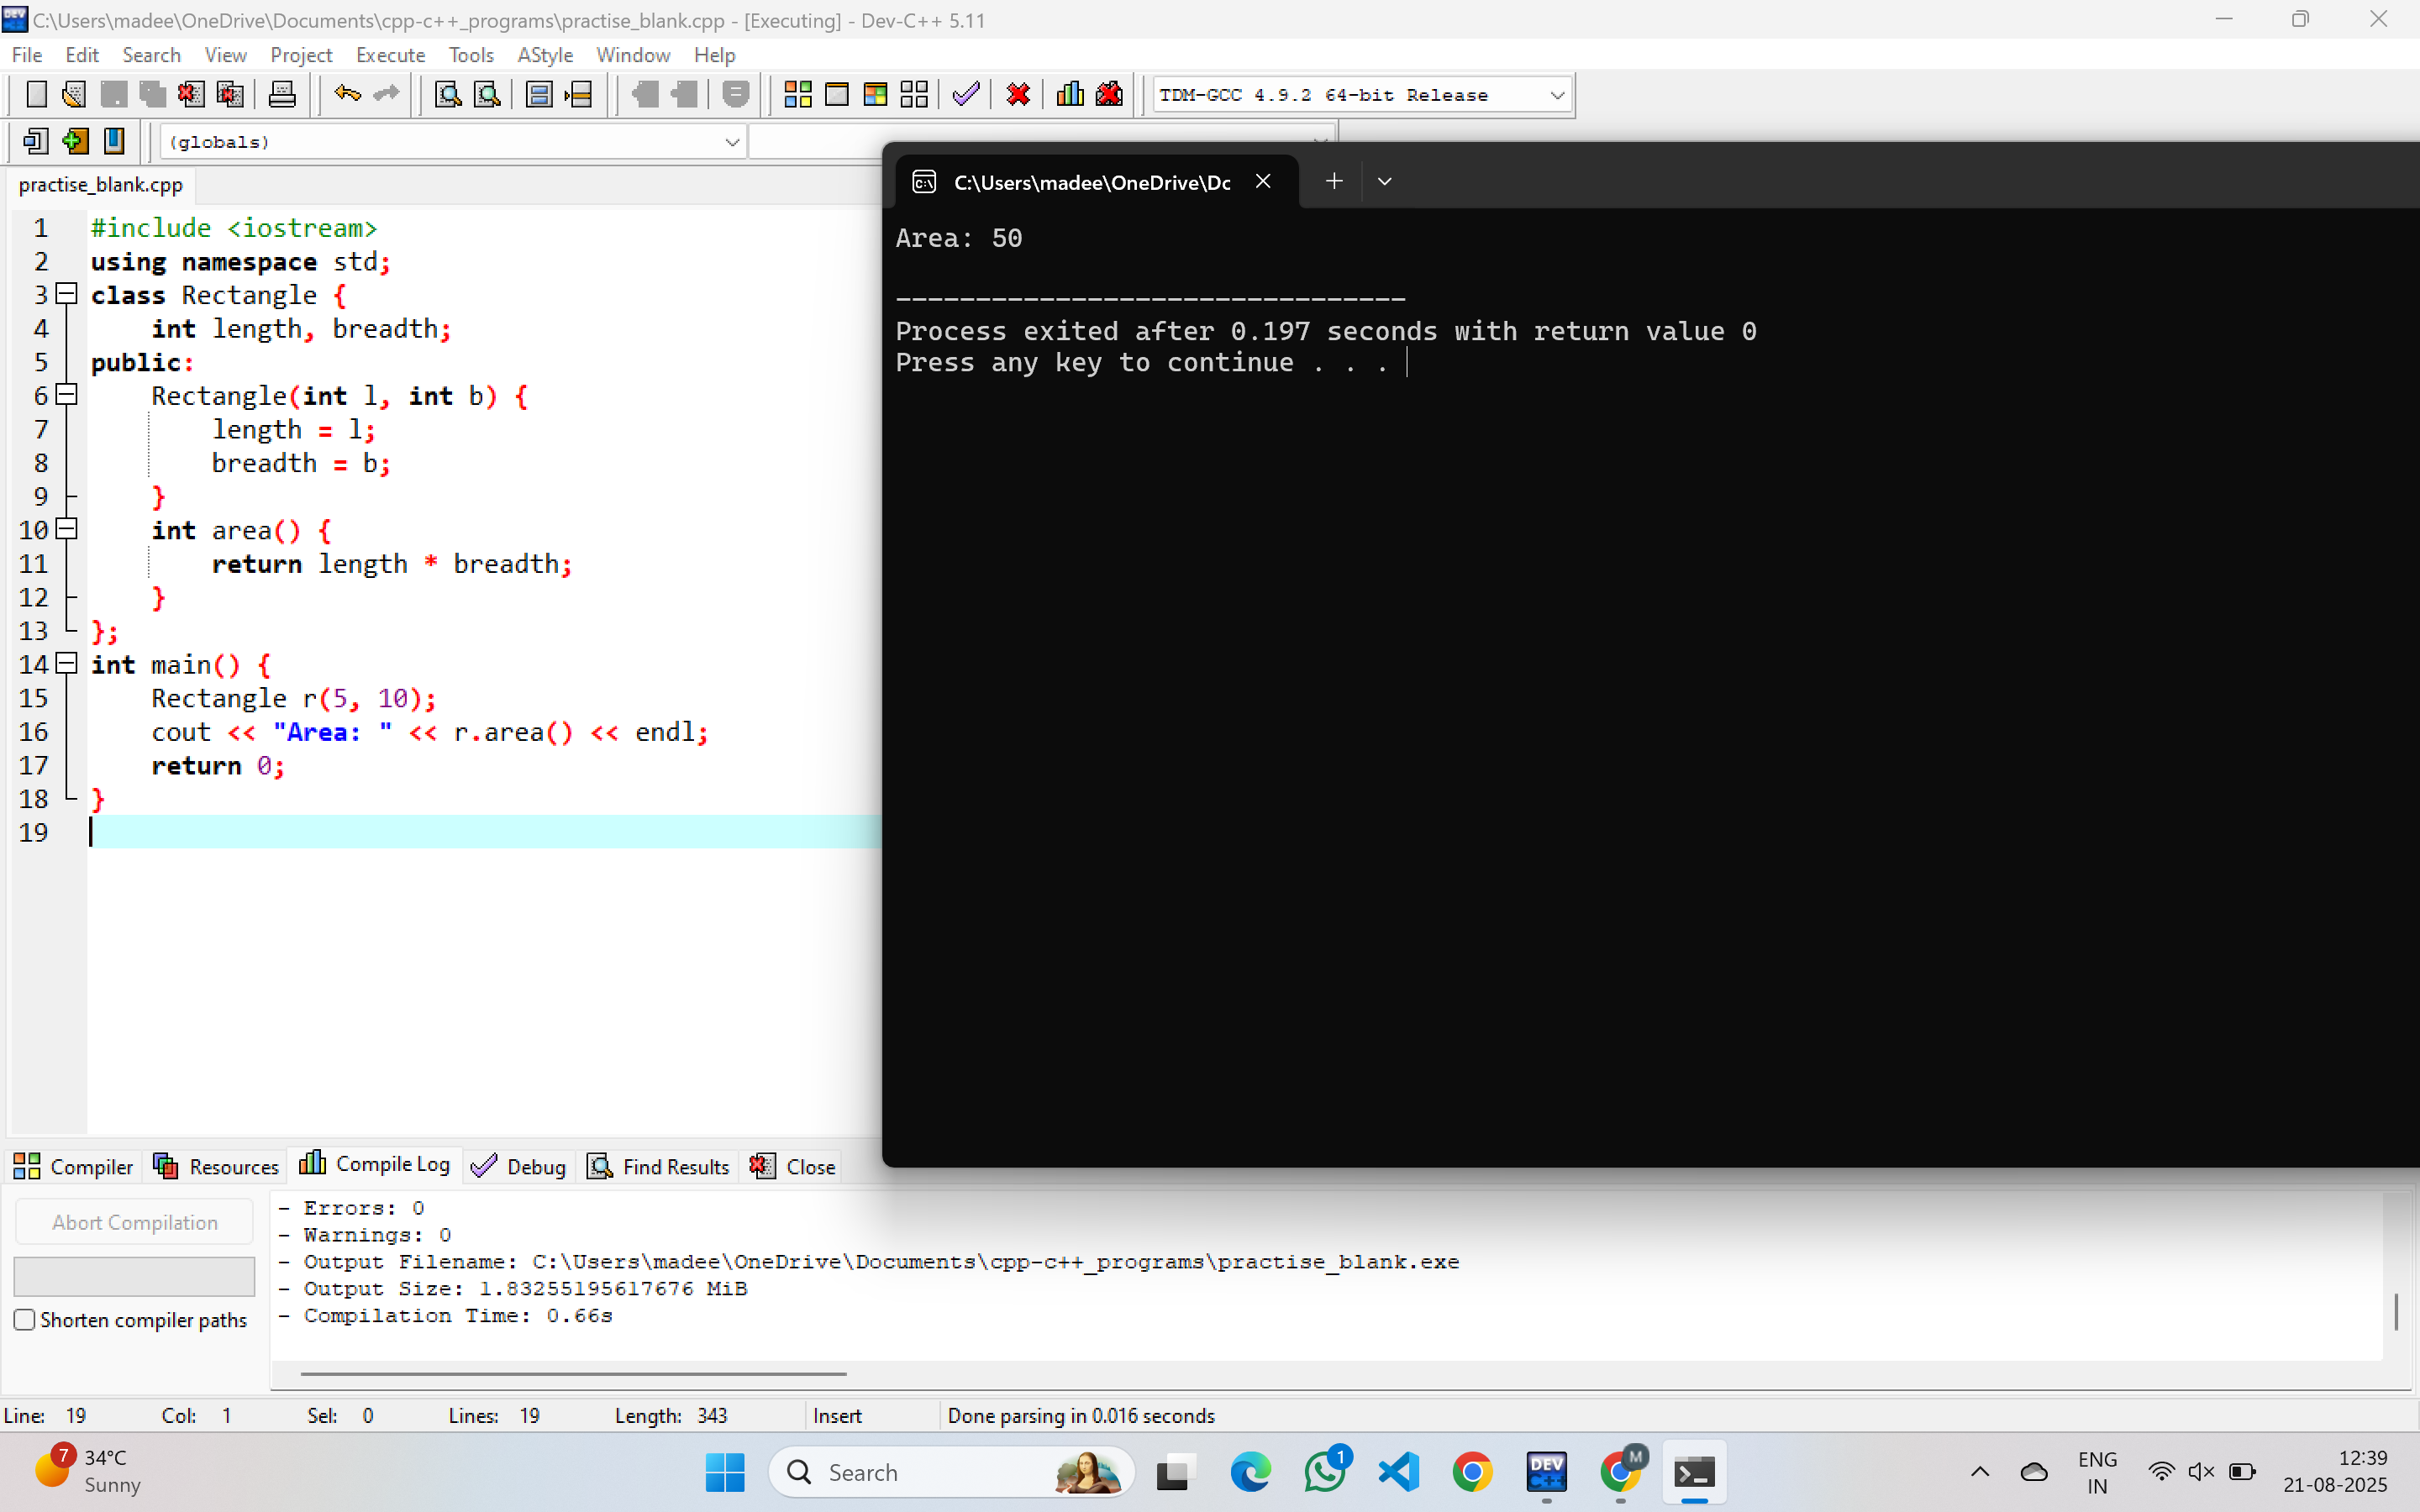 C:\Users\madee\OneDrive\Documents\cpp-c++_programs\practise_blank.cpp - [Executing] - Dev-C++ 5.11
File Edit Search View Project Execute Tools AStyle Window Help
TDM-GCC 4.9.2 64-bit Release
(globals)
practise_blank.cpp
1 #include <iostream>
2 using namespace std;
3 class Rectangle {
4     int length, breadth;
5 public:
6     Rectangle(int l, int b) {
7         length = l;
8         breadth = b;
9     }
10     int area() {
11         return length * breadth;
12     }
13 };
14 int main() {
15     Rectangle r(5, 10);
16     cout << "Area: " << r.area() << endl;
17     return 0;
18 }
19
C:\Users\madee\OneDrive\Dc
Area: 50
--------------------------------
Process exited after 0.197 seconds with return value 0
Press any key to continue . . .
Compiler Resources Compile Log Debug Find Results Close
Abort Compilation
Shorten compiler paths
- Errors: 0
- Warnings: 0
- Output Filename: C:\Users\madee\OneDrive\Documents\cpp-c++_programs\practise_blank.exe
- Output Size: 1.83255195617676 MiB
- Compilation Time: 0.66s
Line: 19 Col: 1 Sel: 0 Lines: 19 Length: 343 Insert Done parsing in 0.016 seconds
7
34°C
Sunny
Search
1
DEV
C++
M
ENG
IN
12:39
21-08-2025